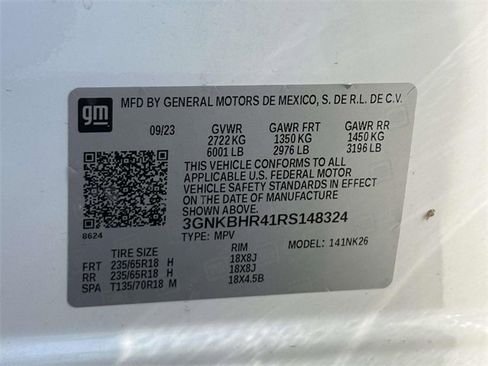 gm
MFD BY GENERAL MOTORS DE MEXICO, S. DE R.L. DE C.V.
09/23 GVWR GAWR FRT GAWR RR
2722 KG 1350 KG 1450 KG
6001 LB 2976 LB 3196 LB
THIS VEHICLE CONFORMS TO ALL
APPLICABLE U.S. FEDERAL MOTOR
VEHICLE SAFETY STANDARDS IN EFFECT
ON THE DATE OF MANUFACTURE SHOWN ABOVE.
3GNKBHR41RS148324
8624 TYPE: MPV MODEL: 141NK26
TIRE SIZE RIM
FRT 235/65R18 H 18X8J
RR 235/65R18 H 18X8J
SPA T135/70R18 M 18X4.5B